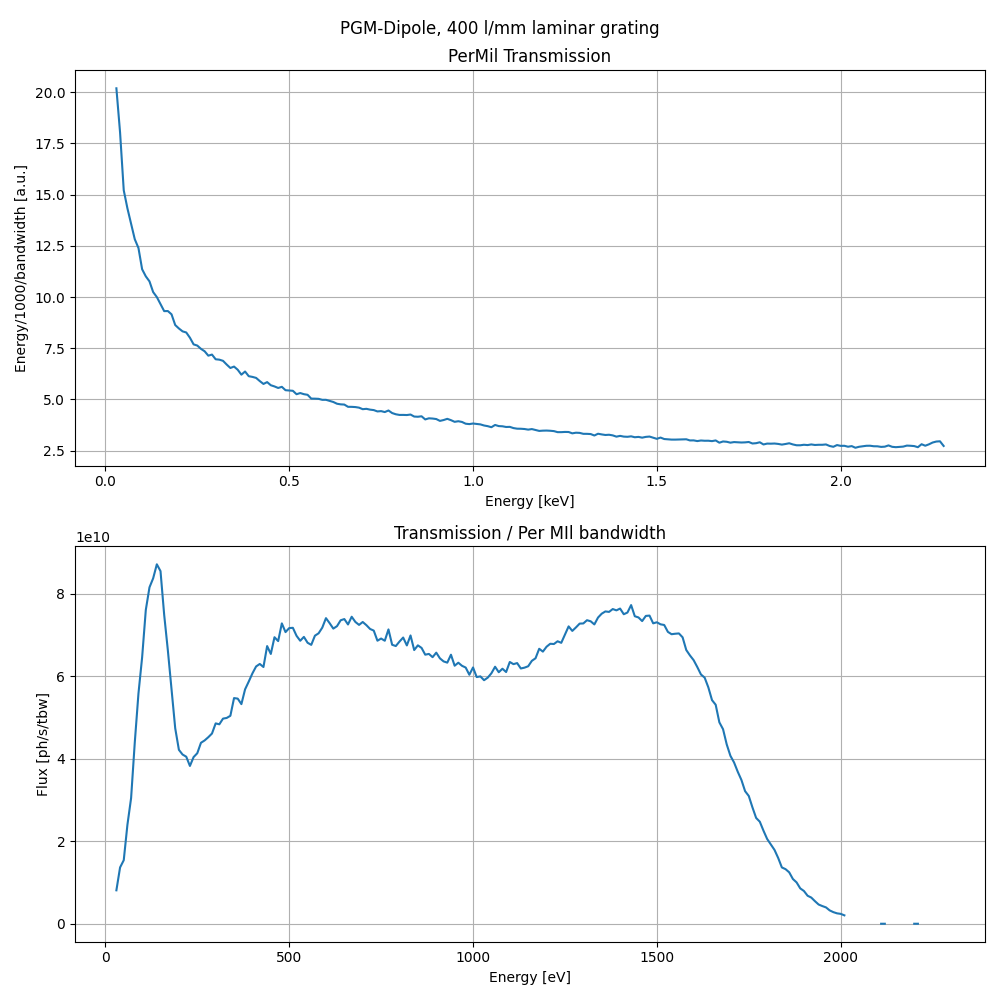 PGM-Dipole, 400 l/mm laminar grating
PerMil Transmission
Energy/1000/bandwidth [a.u.]
20.0
17.5
15.0
12.5
10.0
7.5
5.0
2.5
0.0 0.5 1.0 1.5 2.0
Energy [keV]
1e10
Transmission / Per MIl bandwidth
Flux [ph/s/tbw]
8
6
4
2
0
0 500 1000 1500 2000
Energy [eV]